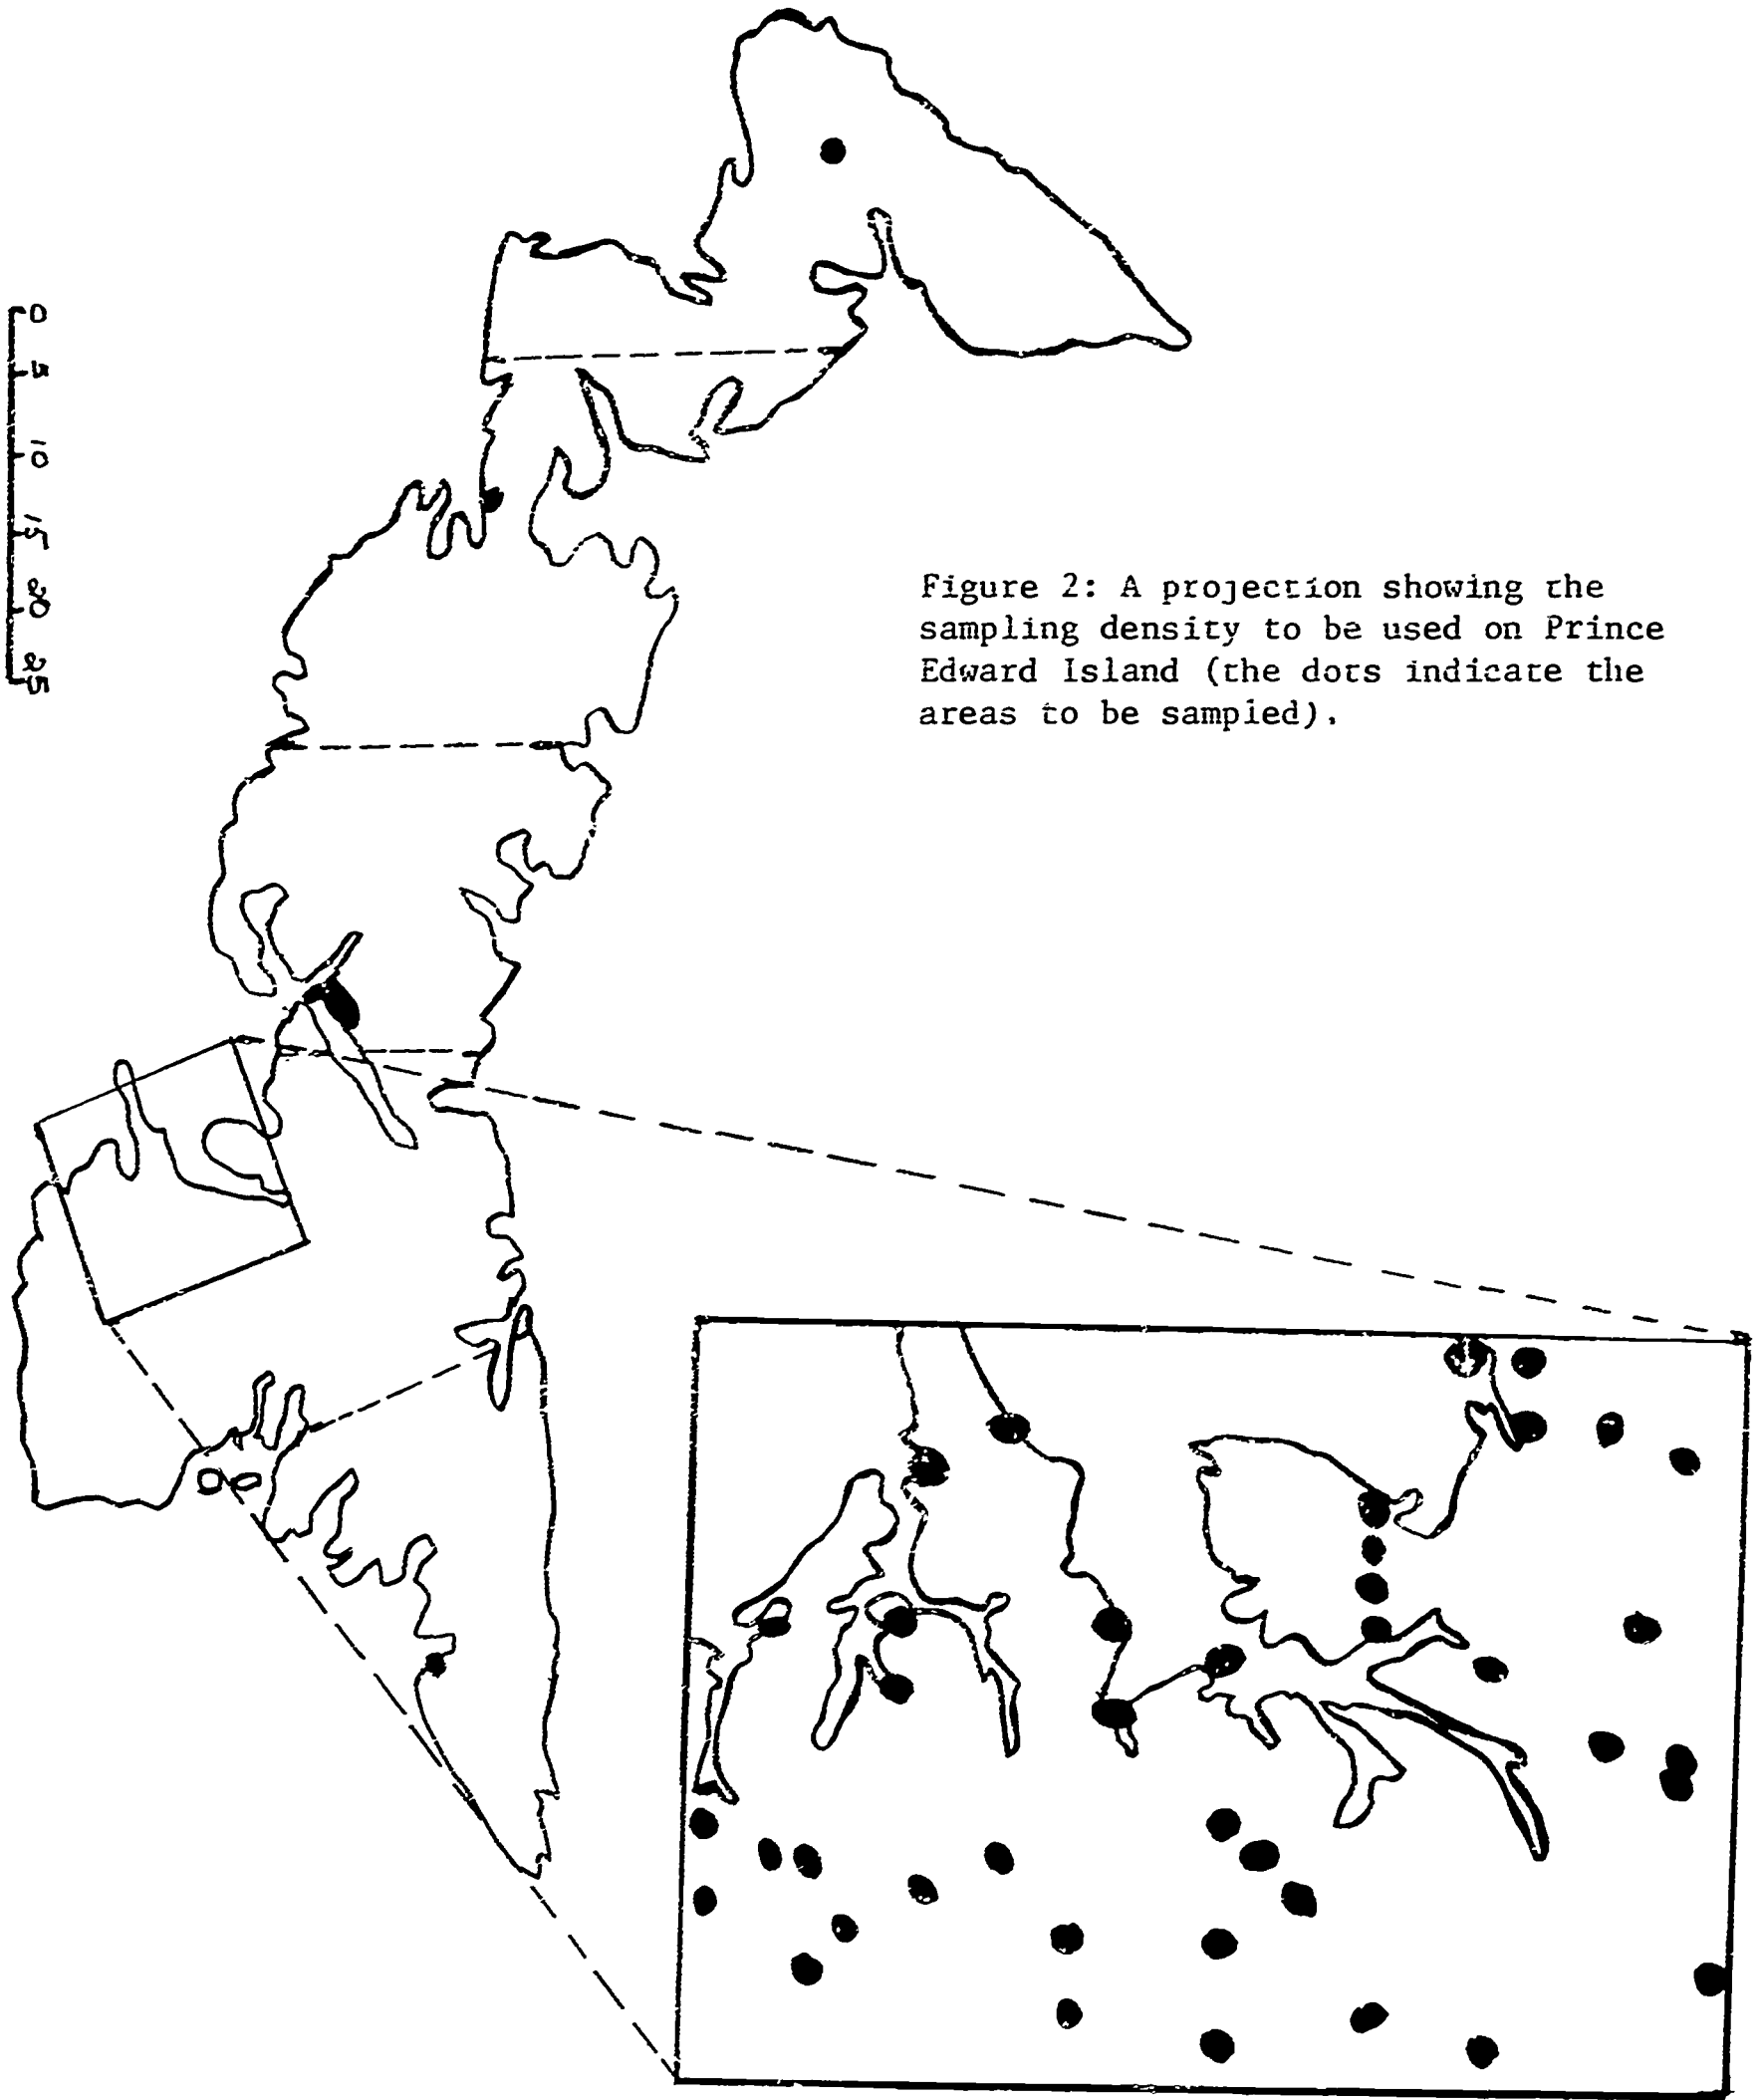 0
5
10
15
20
25
Figure 2: A projection showing the
sampling density to be used on Prince
Edward Island (the dots indicate the
areas to be sampied).